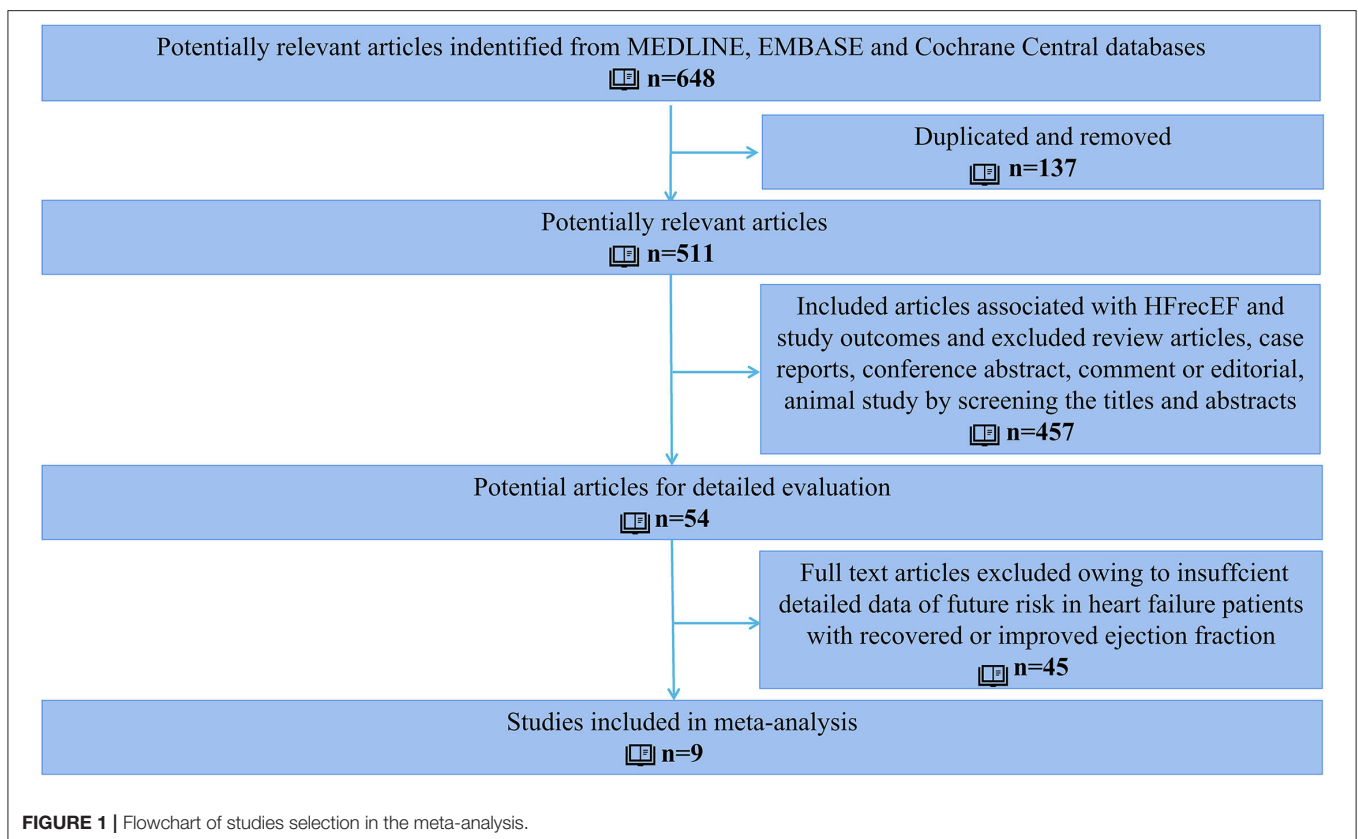 Potentially relevant articles indentified from MEDLINE, EMBASE and Cochrane Central databases
n=648
Duplicated and removed
n=137
Potentially relevant articles
n=511
Included articles associated with HFrecEF and
study outcomes and excluded review articles, case
reports, conference abstract, comment or editorial,
animal study by screening the titles and abstracts
n=457
Potential articles for detailed evaluation
n=54
Full text articles excluded owing to insuffcient
detailed data of future risk in heart failure patients
with recovered or improved ejection fraction
n=45
Studies included in meta-analysis
n=9
FIGURE 1 | Flowchart of studies selection in the meta-analysis.